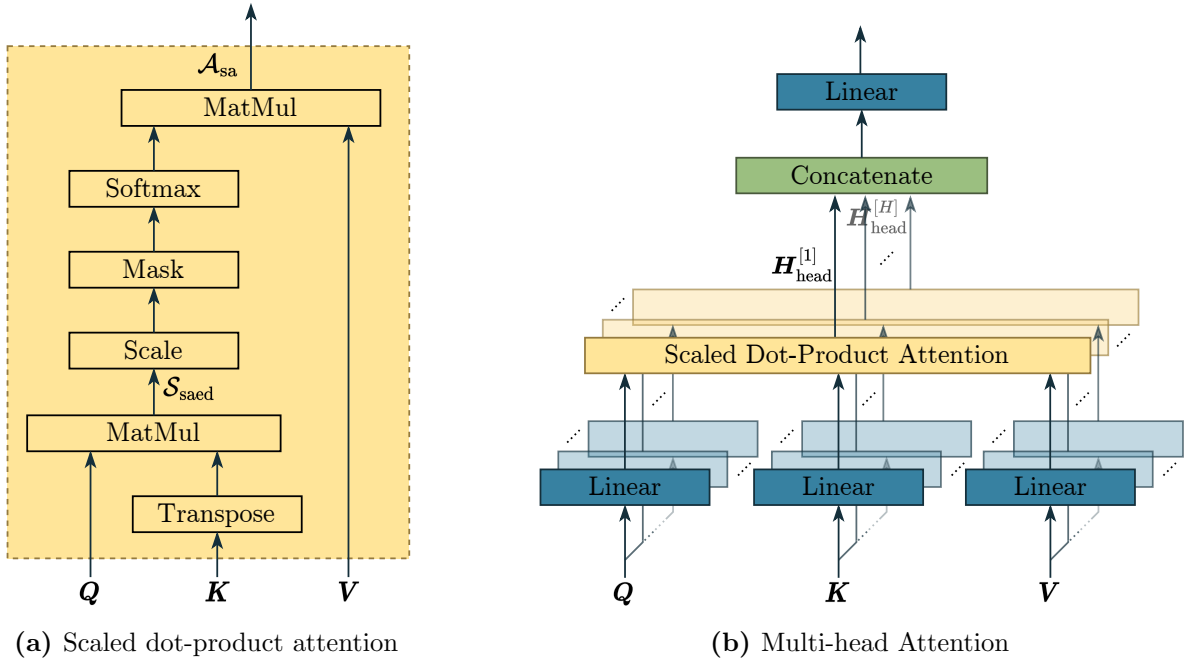 𝓐sa
MatMul
Softmax
Mask
Scale
𝓢saed
MatMul
Transpose
Q K V
(a) Scaled dot-product attention
Linear
Concatenate
H[H]head
H[1]head
Scaled Dot-Product Attention
Linear Linear Linear
Q K V
(b) Multi-head Attention